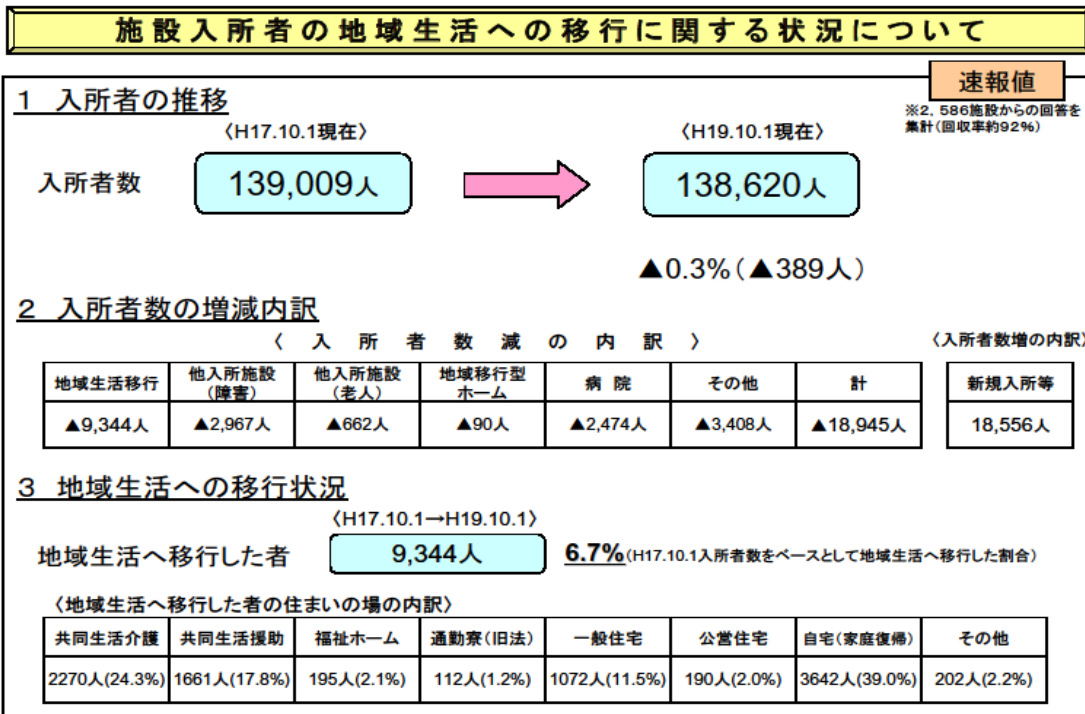 施設入所者の地域生活への移行に関する状況について
速報値
※2,586施設からの回答を
集計(回収率約92%)
1 入所者の推移
〈H17.10.1現在〉 〈H19.10.1現在〉
入所者数 139,009人 138,620人
▲0.3%(▲389人)
2 入所者数の増減内訳
〈 入 所 者 数 減 の 内 訳 〉 〈入所者数増の内訳〉
地域生活移行 他入所施設(障害) 他入所施設(老人) 地域移行型ホーム 病 院 その他 計 新規入所等
▲9,344人 ▲2,967人 ▲662人 ▲90人 ▲2,474人 ▲3,408人 ▲18,945人 18,556人
3 地域生活への移行状況
〈H17.10.1→H19.10.1〉
地域生活へ移行した者 9,344人 6.7%(H17.10.1入所者数をベースとして地域生活へ移行した割合)
〈地域生活へ移行した者の住まいの場の内訳〉
共同生活介護 共同生活援助 福祉ホーム 通勤寮(旧法) 一般住宅 公営住宅 自宅(家庭復帰) その他
2270人(24.3%) 1661人(17.8%) 195人(2.1%) 112人(1.2%) 1072人(11.5%) 190人(2.0%) 3642人(39.0%) 202人(2.2%)